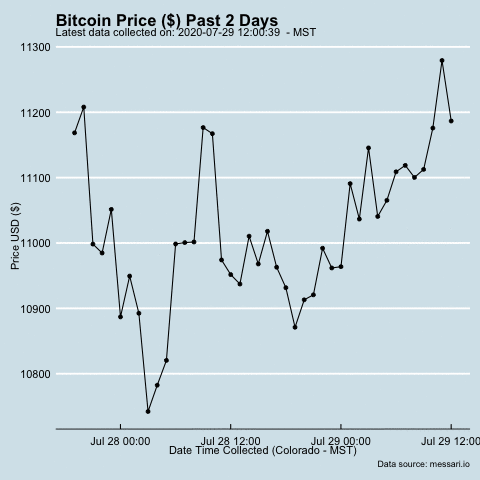 Bitcoin Price ($) Past 2 Days
Latest data collected on: 2020-07-29 12:00:39  - MST
11300
11200
11100
11000
10900
10800
Price USD ($)
Jul 28 00:00 Jul 28 12:00 Jul 29 00:00 Jul 29 12:00
Date Time Collected (Colorado - MST)
Data source: messari.io